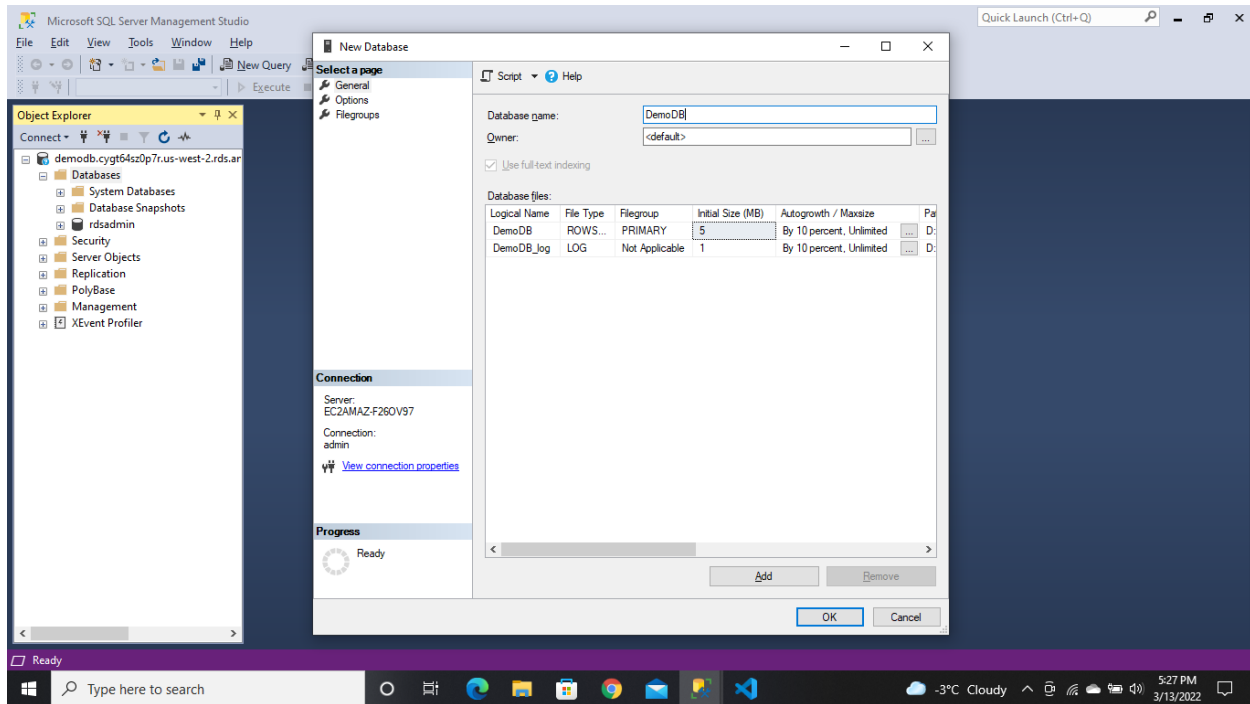 Microsoft SQL Server Management Studio
Quick Launch (Ctrl+Q)
File Edit View Tools Window Help
New Query
Execute
Object Explorer
Connect
demodb.cygt64sz0p7r.us-west-2.rds.am
Databases
System Databases
Database Snapshots
rdsadmin
Security
Server Objects
Replication
PolyBase
Management
XEvent Profiler
New Database
Select a page
General
Options
Filegroups
Script Help
Database name: DemoDB
Owner: <default> ...
Use full-text indexing
Database files:
Logical Name File Type Filegroup Initial Size (MB) Autogrowth / Maxsize Pa
DemoDB ROWS... PRIMARY 5 By 10 percent, Unlimited ... D:
DemoDB_log LOG Not Applicable 1 By 10 percent, Unlimited ... D:
Connection
Server:
EC2AMAZ-F26OV97
Connection:
admin
View connection properties
Progress
Ready
Add Remove
OK Cancel
Ready
Type here to search
-3°C Cloudy
5:27 PM
3/13/2022